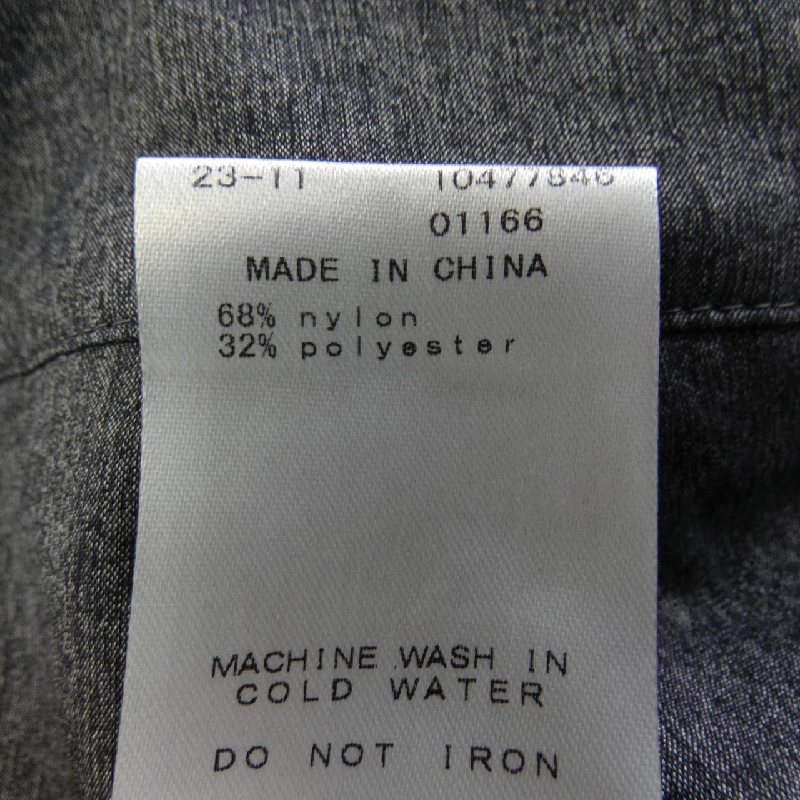 23-11 10477846
01166
MADE IN CHINA
68% nylon
32% polyester
MACHINE WASH IN
COLD WATER
DO NOT IRON